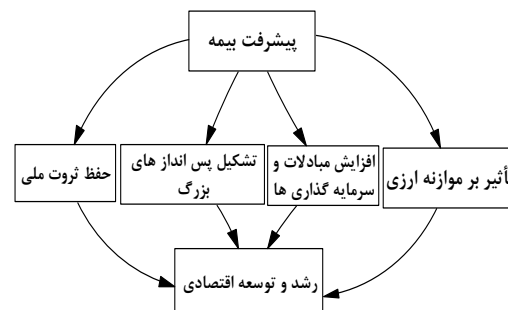 پیشرفت بیمه
تأثیر بر موازنه ارزی
افزایش مبادلات و
سرمایه گذاری ها
تشکیل پس انداز های
بزرگ
حفظ ثروت ملی
رشد و توسعه اقتصادی